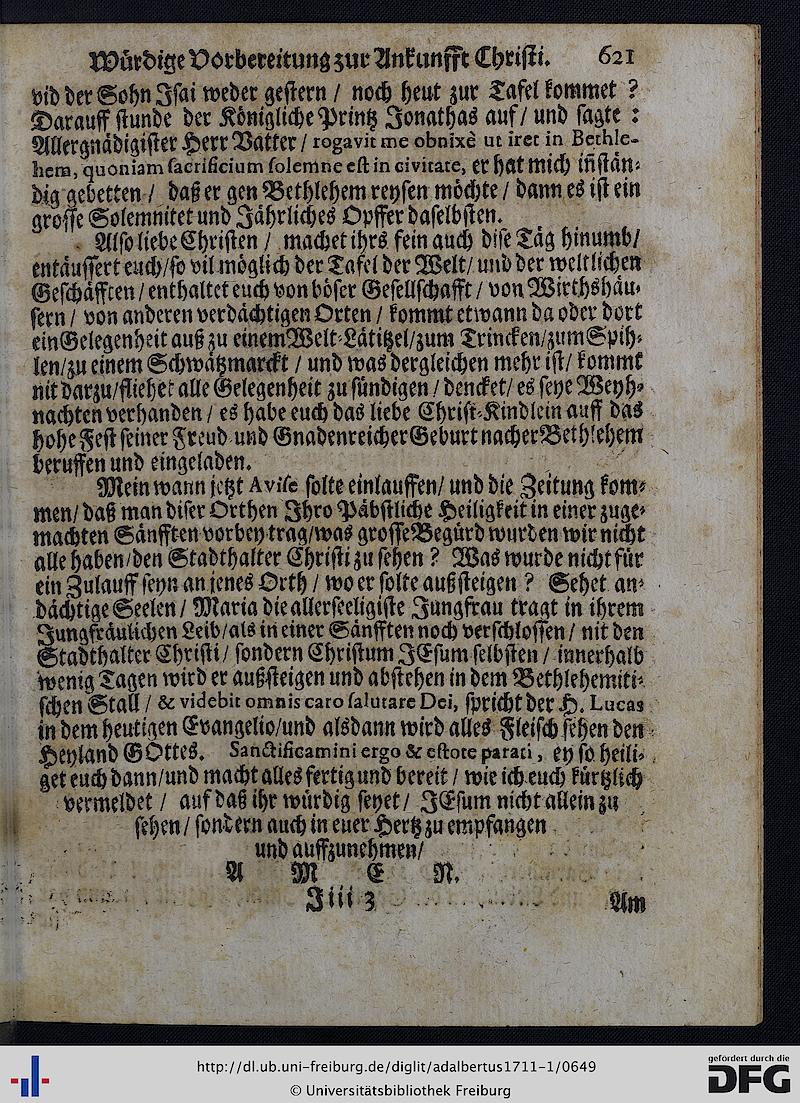 Würdige Vorbereitung zur Ankunfft Christi. 621
vid der Sohn Isai weder gestern / noch heut zur Tafel kommet ?
Darauff stunde der Königliche Printz Jonathas auf / und sagte :
Allergnädigister Herr Vatter / rogavit me obnixè ut iret in Bethle-
hem, quoniam sacrificium solemne est in civitate, er hat mich iñstän-
dig gebetten / daß er gen Bethlehem reysen möchte / dann es ist ein
grosse Solemnitet und Jährliches Opffer daselbsten.
Also liebe Christen / machet ihrs fein auch dise Täg hinumb /
entäussert euch / so vil möglich der Tafel der Welt / und der weltlichen
Geschäfften / enthaltet euch von böser Gesellschafft / von Wirthshäu-
sern / von anderen verdächtigen Orten / kommt etwann da oder dort
ein Gelegenheit auß zu einem Welt-Lätitzel / zum Trincken / zum Spih-
len / zu einem Schwätzmarckt / und was dergleichen mehr ist / kommt
nit darzu / fliehet alle Gelegenheit zu sündigen / dencket / es seye Weyh-
nachten verhanden / es habe euch das liebe Christ-Kindlein auff das
hohe Fest seiner Freud und Gnadenreicher Geburt nacher Bethlehem
beruffen und eingeladen.
Mein wann jetzt Avise solte einlauffen / und die Zeitung kom-
men / daß man diser Orthen Ihro Päbstliche Heiligkeit in einer zuge-
machten Sänfften vorbey trag / was grosse Begürd wurden wir nicht
alle haben / den Stadthalter Christi zu sehen ? Was wurde nicht für
ein Zulauff seyn an jenes Orth / wo er solte außsteigen ? Sehet an-
dächtige Seelen / Maria die allerseeligiste Jungfrau tragt in ihrem
Jungfräulichen Leib / als in einer Sänfften noch verschlossen / nit den
Stadthalter Christi / sondern Christum JEsum selbsten / innerhalb
wenig Tagen wird er außsteigen und abstehen in dem Bethlehemiti-
schen Stall / & videbit omnis caro salutare Dei, spricht der H. Lucas
in dem heutigen Evangelio / und alsdann wird alles Fleisch sehen den
Heyland GOttes. Sanctificamini ergo & estote parati, ey so heili-
get euch dann / und macht alles fertig und bereit / wie ich euch kürtzlich
vermeldet / auf daß ihr würdig seyet / JEsum nicht allein zu
sehen / sondern auch in euer Hertz zu empfangen
und auffzunehmen /
A M E N.
Jiii 3 Am
http://dl.ub.uni-freiburg.de/diglit/adalbertus1711-1/0649
© Universitätsbibliothek Freiburg
gefördert durch die
DFG